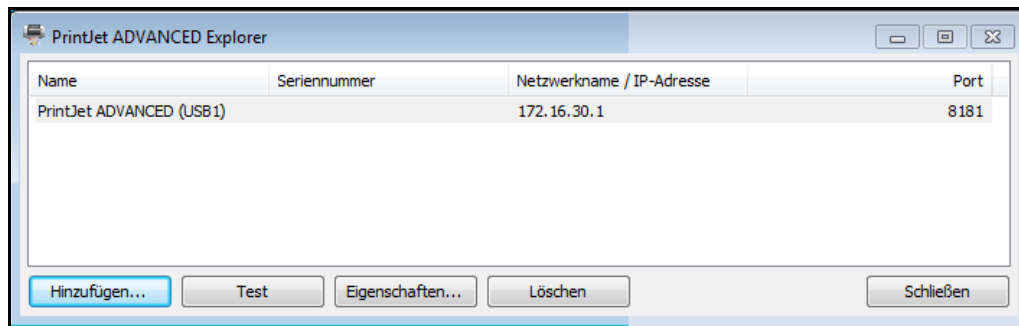 PrintJet ADVANCED Explorer
Name Seriennummer Netzwerkname / IP-Adresse Port
PrintJet ADVANCED (USB1) 172.16.30.1 8181
Hinzufügen... Test Eigenschaften... Löschen Schließen